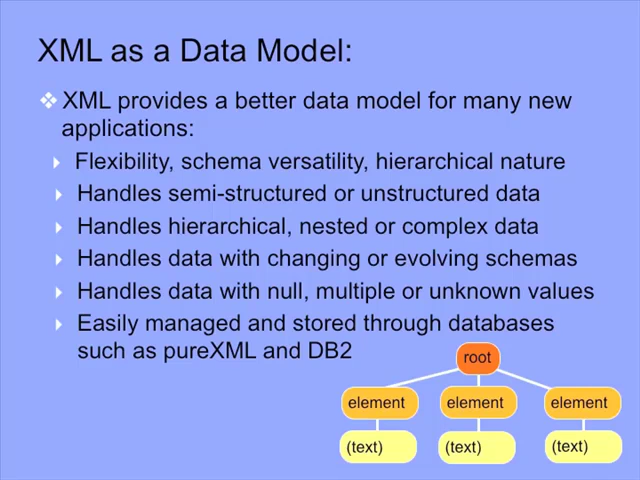 XML as a Data Model:
XML provides a better data model for many new
applications:
Flexibility, schema versatility, hierarchical nature
Handles semi-structured or unstructured data
Handles hierarchical, nested or complex data
Handles data with changing or evolving schemas
Handles data with null, multiple or unknown values
Easily managed and stored through databases
such as pureXML and DB2
root
element element element
(text) (text) (text)